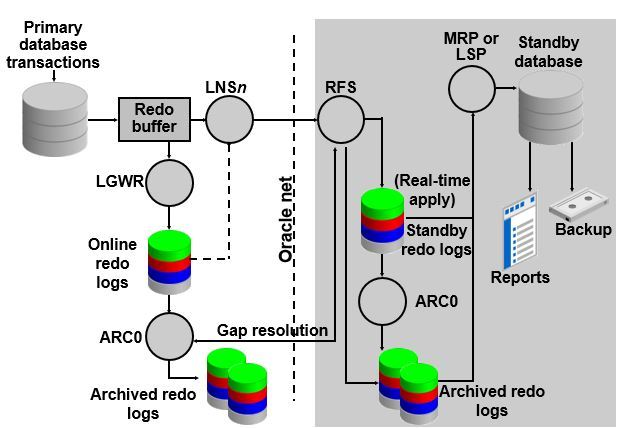 Primary
database
transactions
Redo
buffer
LNSn
LGWR
Online
redo
logs
ARC0
Archived redo
logs
Oracle net
Gap resolution
RFS
MRP or
LSP
Standby
database
(Real-time
apply)
Standby
redo logs
ARC0
Archived redo
logs
Reports
Backup